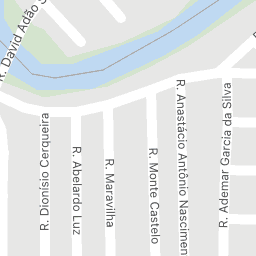 R. David Adão
R. Dionísio Cerqueira
R. Abelardo Luz
R. Maravilha
R. Monte Castelo
R. Anastácio Antônio Nascimen
R. Ademar Garcia da Silva